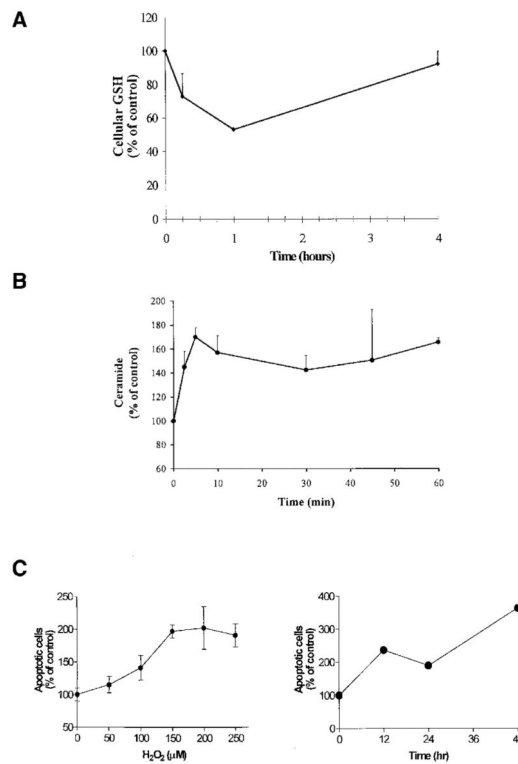 A
120
100
80
60
40
20
0
Cellular GSH
(% of control)
0 1 2 3 4
Time (hours)
B
200
180
160
140
120
100
80
60
Ceramide
(% of control)
0 10 20 30 40 50 60
Time (min)
C
250
200
150
100
50
Apoptotic cells
(% of control)
0 50 100 150 200 250
H₂O₂ (μM)
400
300
200
100
0
Apoptotic cells
(% of control)
0 12 24 36
Time (hr)